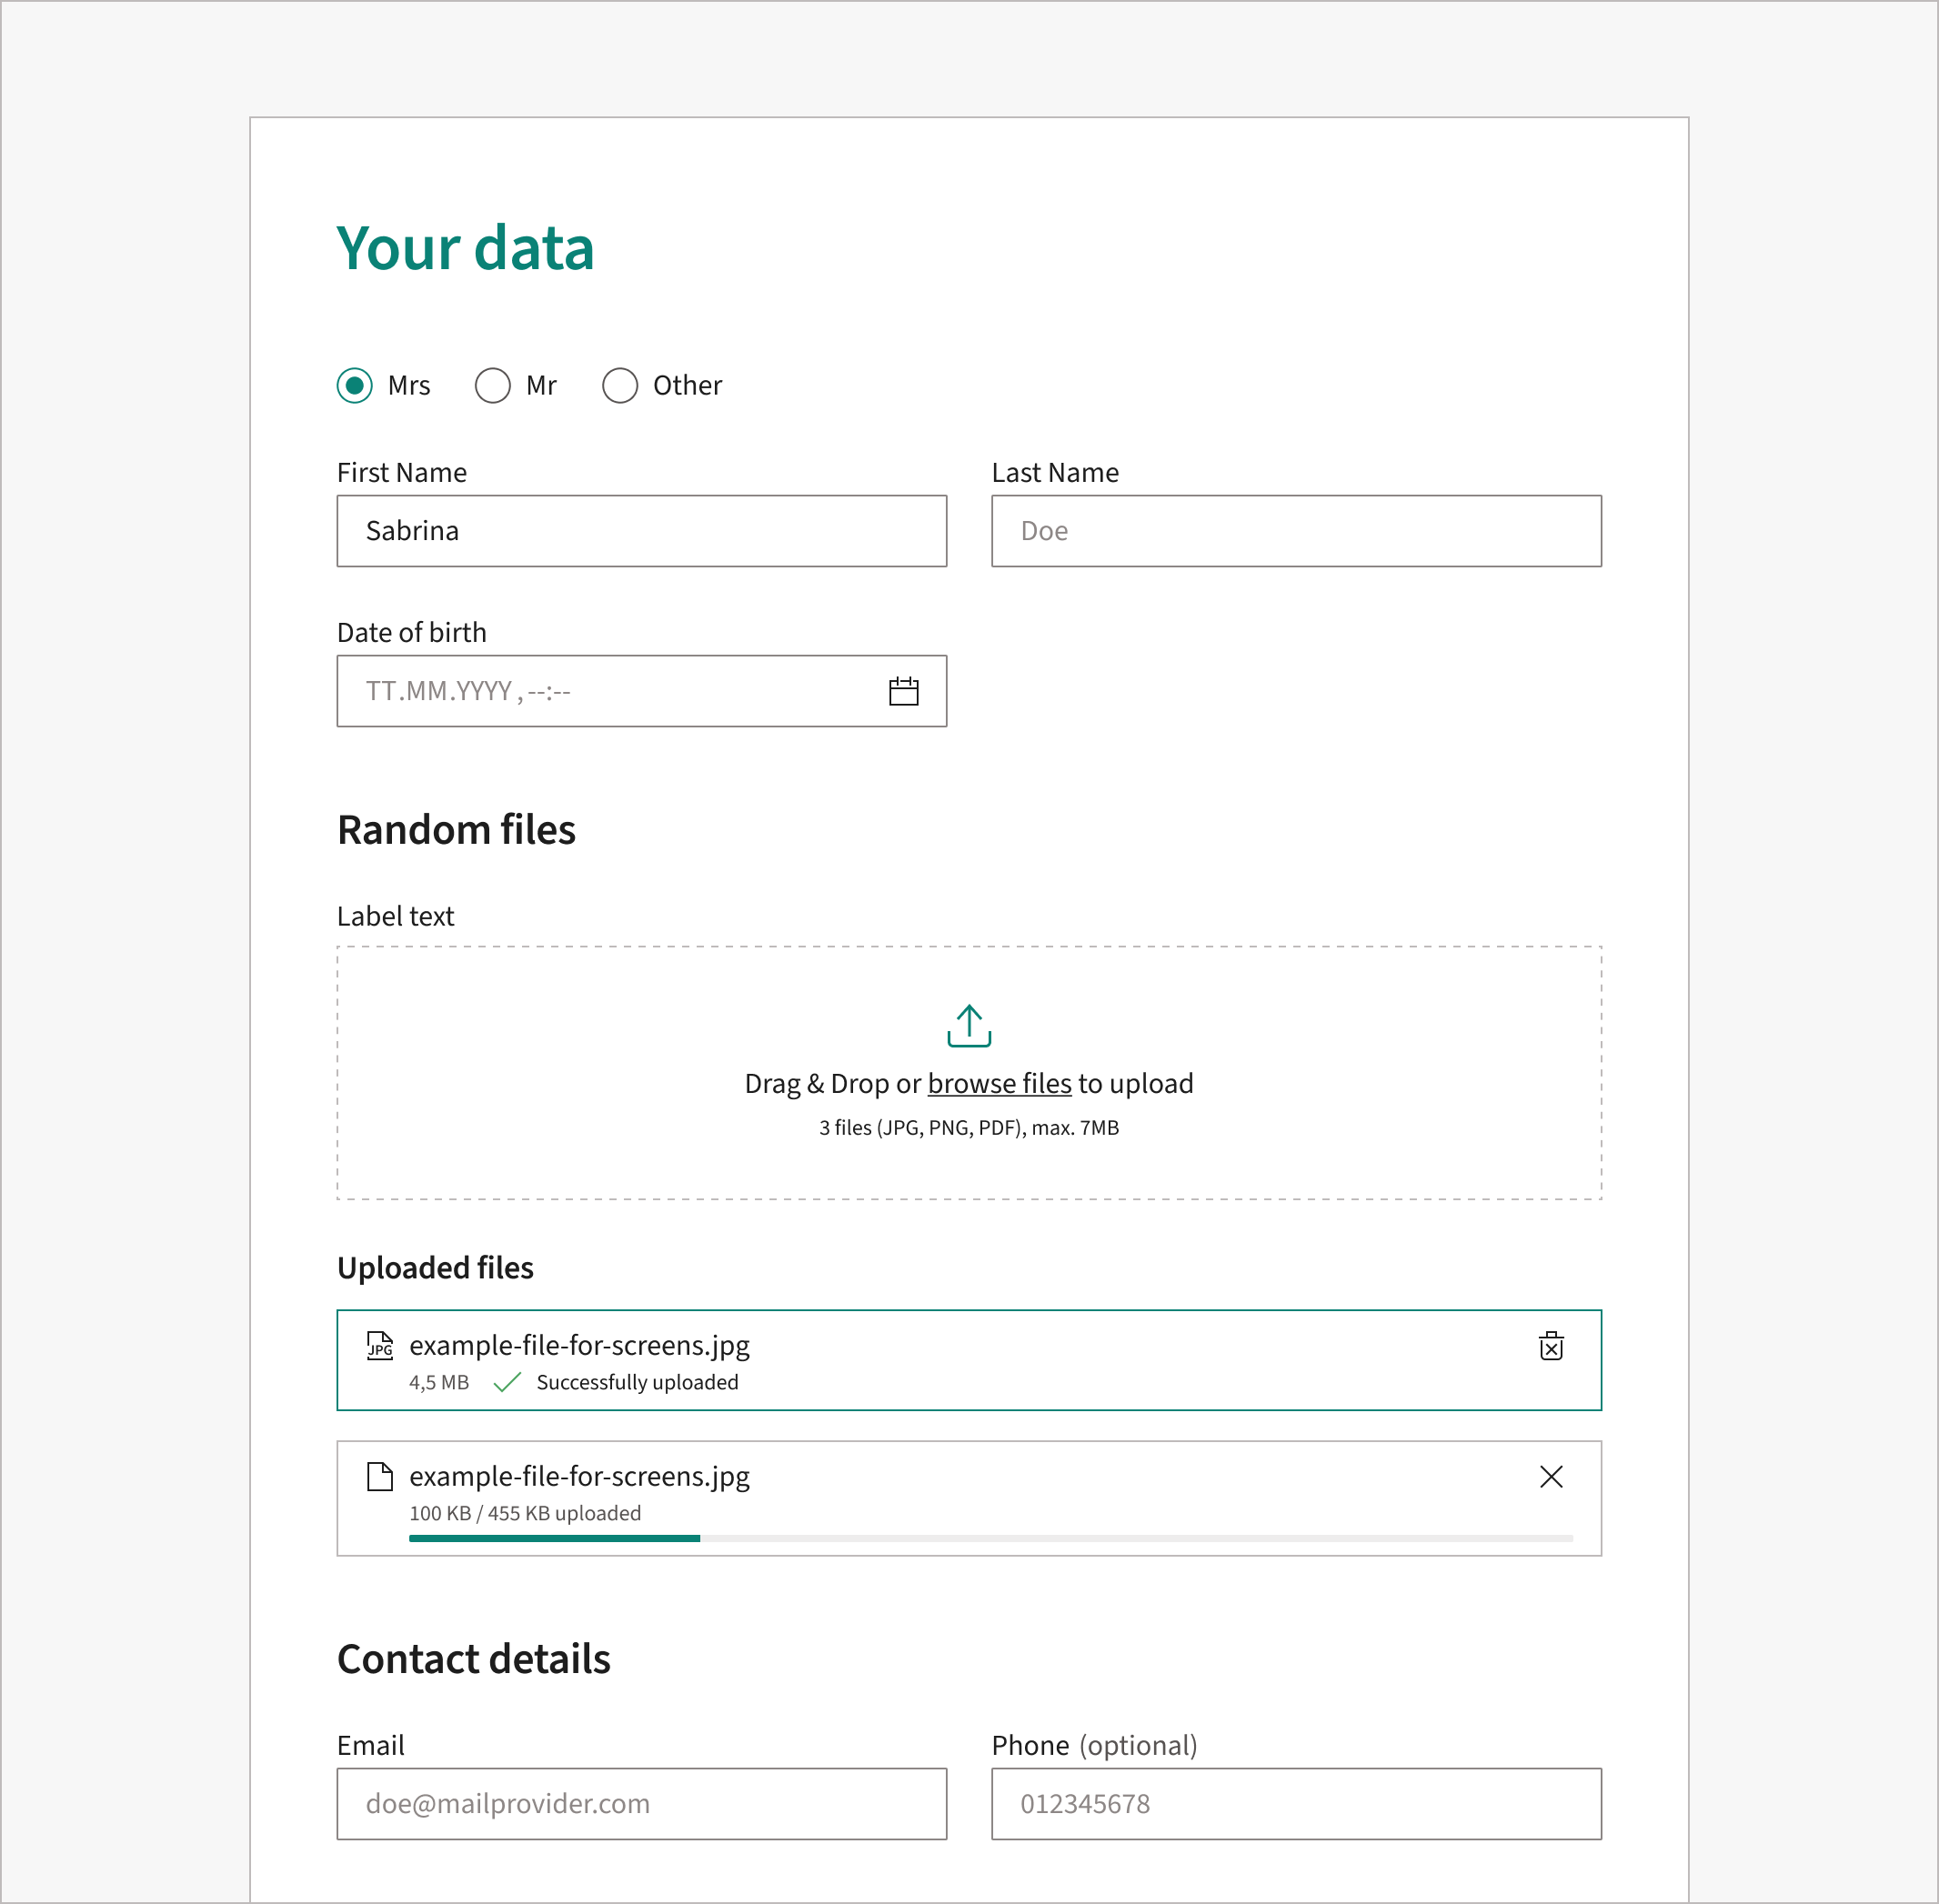 Your data
Mrs Mr Other
First Name Last Name
Sabrina Doe
Date of birth
TT.MM.YYYY , --:--
Random files
Label text
Drag & Drop or browse files to upload
3 files (JPG, PNG, PDF), max. 7MB
Uploaded files
JPG example-file-for-screens.jpg
4,5 MB Successfully uploaded
example-file-for-screens.jpg
100 KB / 455 KB uploaded
Contact details
Email Phone (optional)
doe@mailprovider.com 012345678